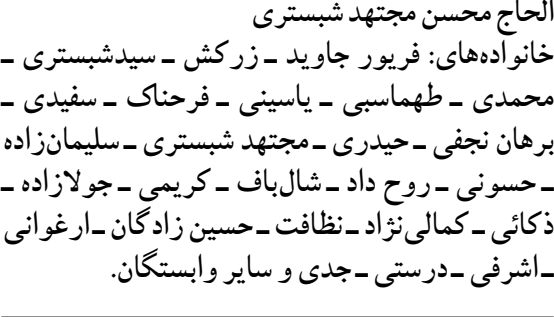 الحاج محسن مجتهد شبستری
خانواده‌های: فریور جاوید ـ زرکش ـ سیدشبستری ـ
محمدی ـ طهماسبی ـ یاسینی ـ فرحناک ـ سفیدی ـ
برهان نجفی ـ حیدری ـ مجتهد شبستری ـ سلیمان‌زاده
ـ حسونی ـ روح داد ـ شال‌باف ـ کریمی ـ جولازاده ـ
ذکائی ـ کمالی‌نژاد ـ نظافت ـ حسین زادگان ـ ارغوانی
ـ اشرفی ـ درستی ـ جدی و سایر وابستگان.